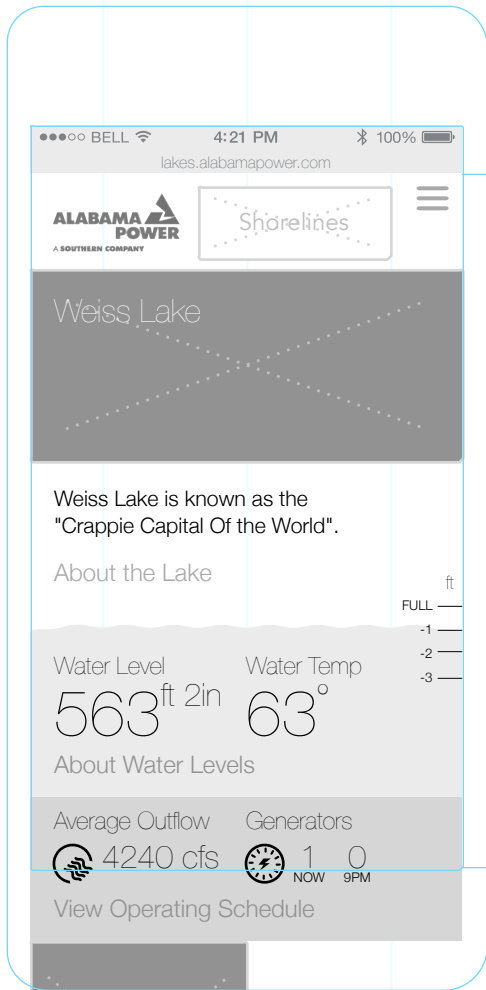 BELL 4:21 PM 100%
lakes.alabamapower.com
ALABAMA
POWER
A SOUTHERN COMPANY
Shorelines
Weiss Lake
Weiss Lake is known as the
"Crappie Capital Of the World".
About the Lake
ft
FULL
-1
-2
-3
Water Level Water Temp
563 ft 2in 63°
About Water Levels
Average Outflow Generators
4240 cfs 1 0
NOW 9PM
View Operating Schedule